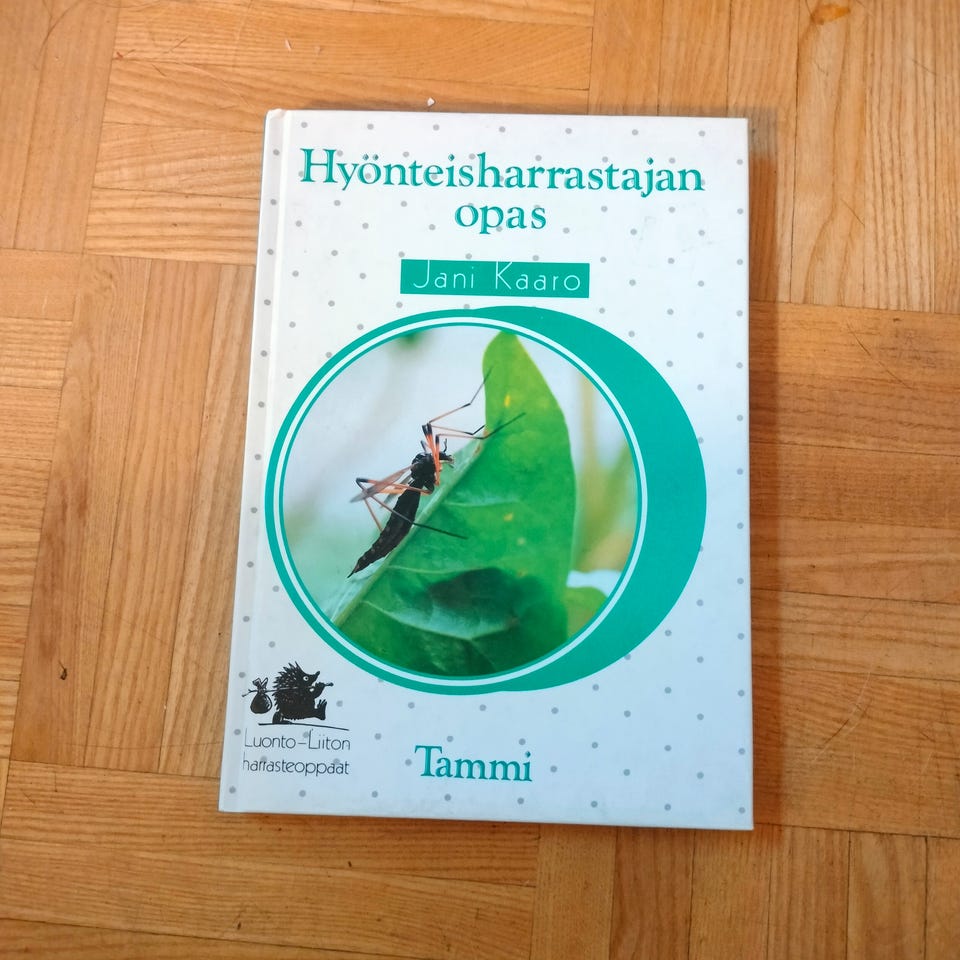 Hyönteisharrastajan
opas
Jani Kaaro
Luonto-Liiton
harrasteoppaat
Tammi